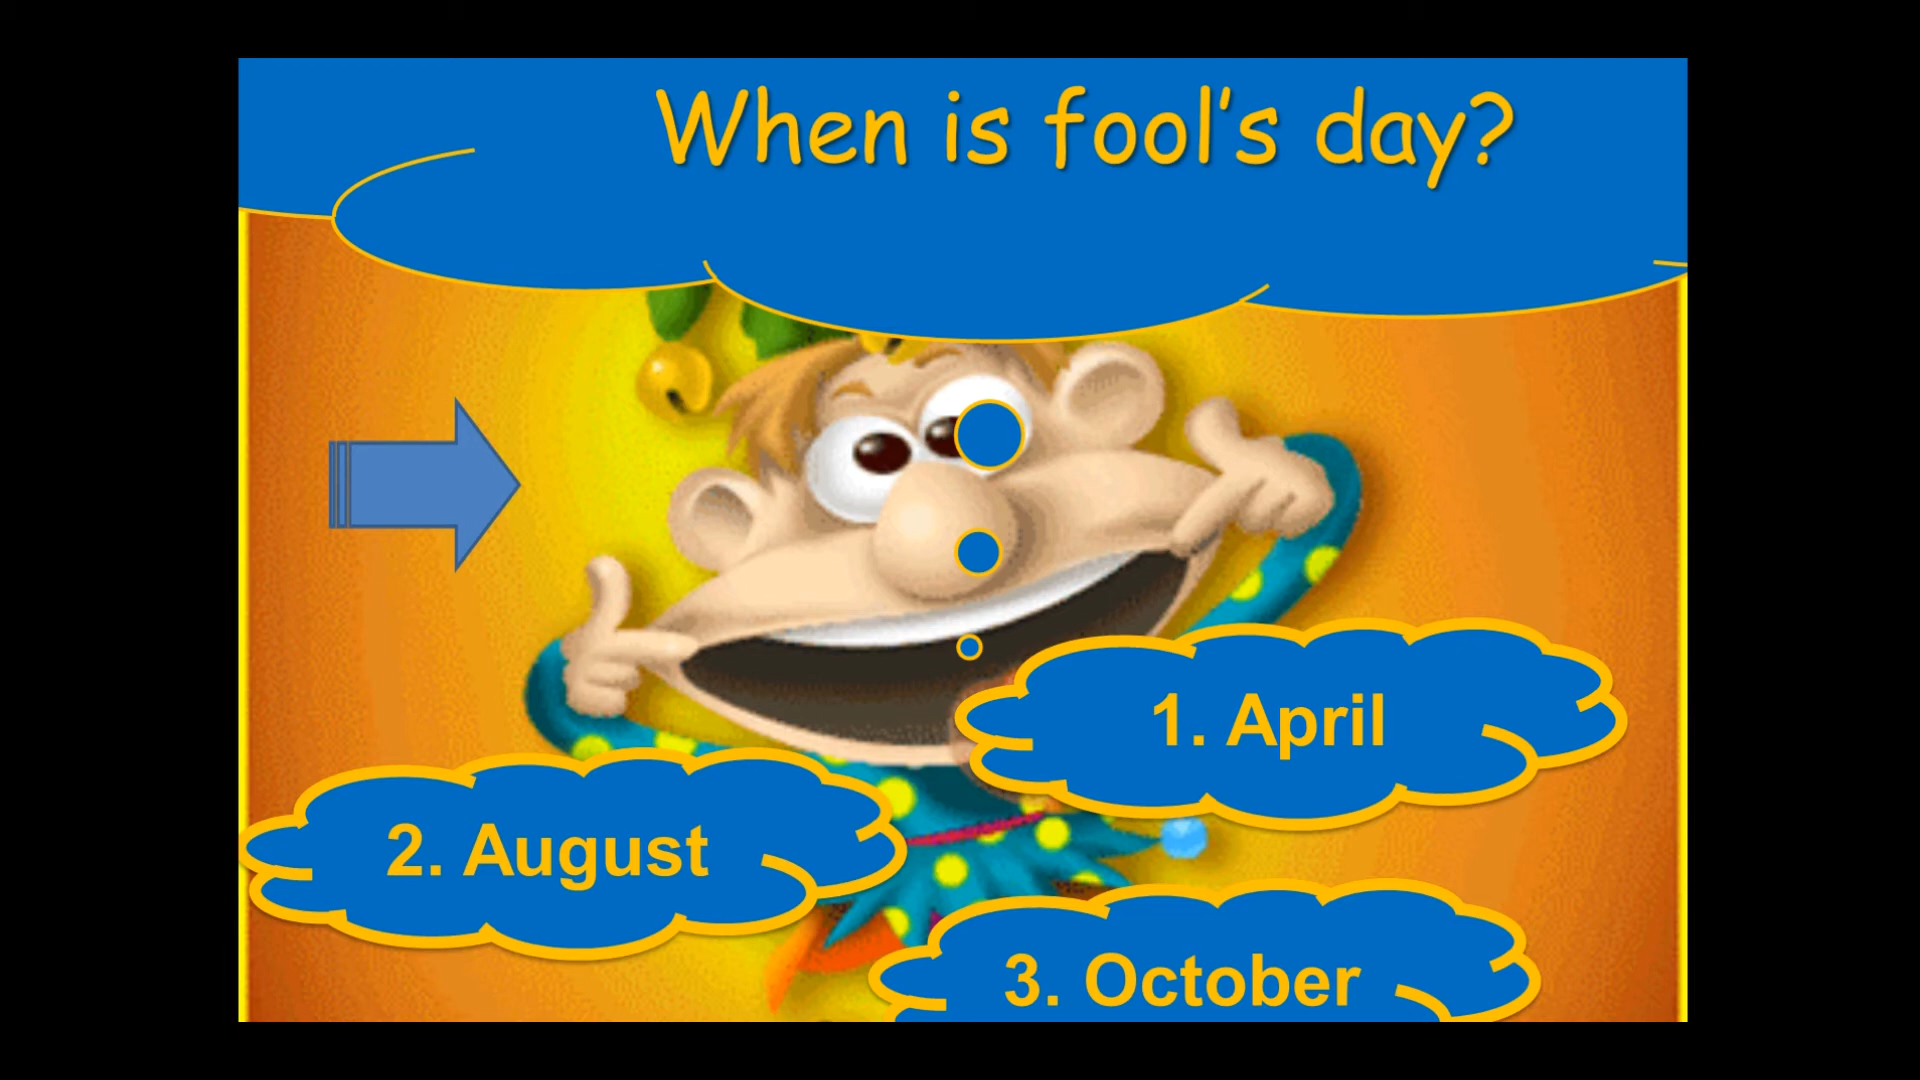 When is fool's day?
1. April
2. August
3. October